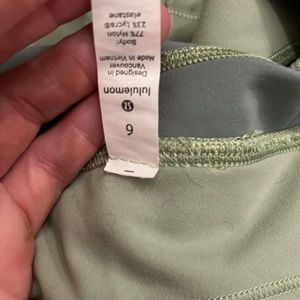 6
lululemon
Designed in
Vancouver
Made in Vietnam
Body:
77% Nylon
23% Lycra®
elastane